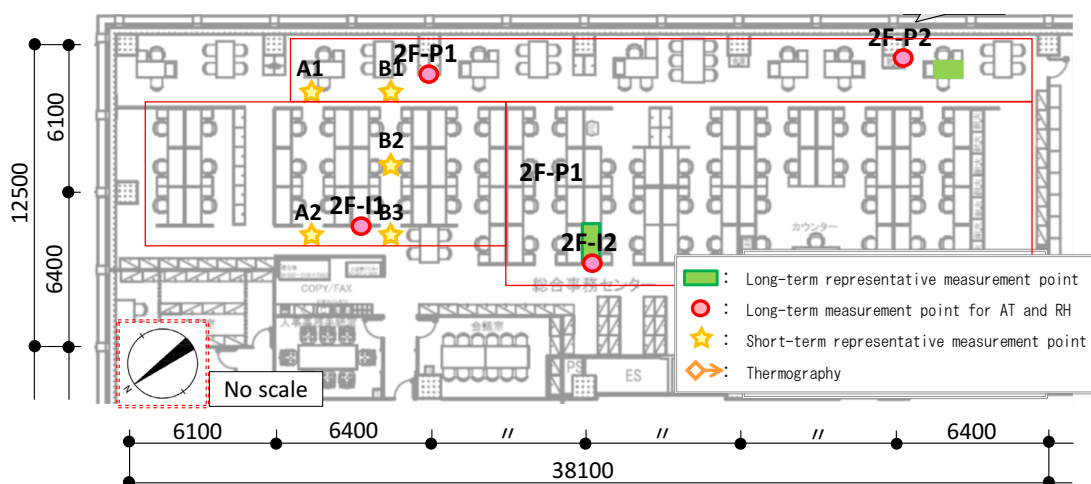 2F-P1
2F-P2
A1
B1
B2
2F-P1
2F-I1
A2
B3
2F-I2
カウンター
総合事務センター
COPY/FAX
会議室
PS
ES
6100
12500
6400
N
No scale
: Long-term representative measurement point
: Long-term measurement point for AT and RH
: Short-term representative measurement point
: Thermography
6100
6400
〃
〃
〃
6400
38100